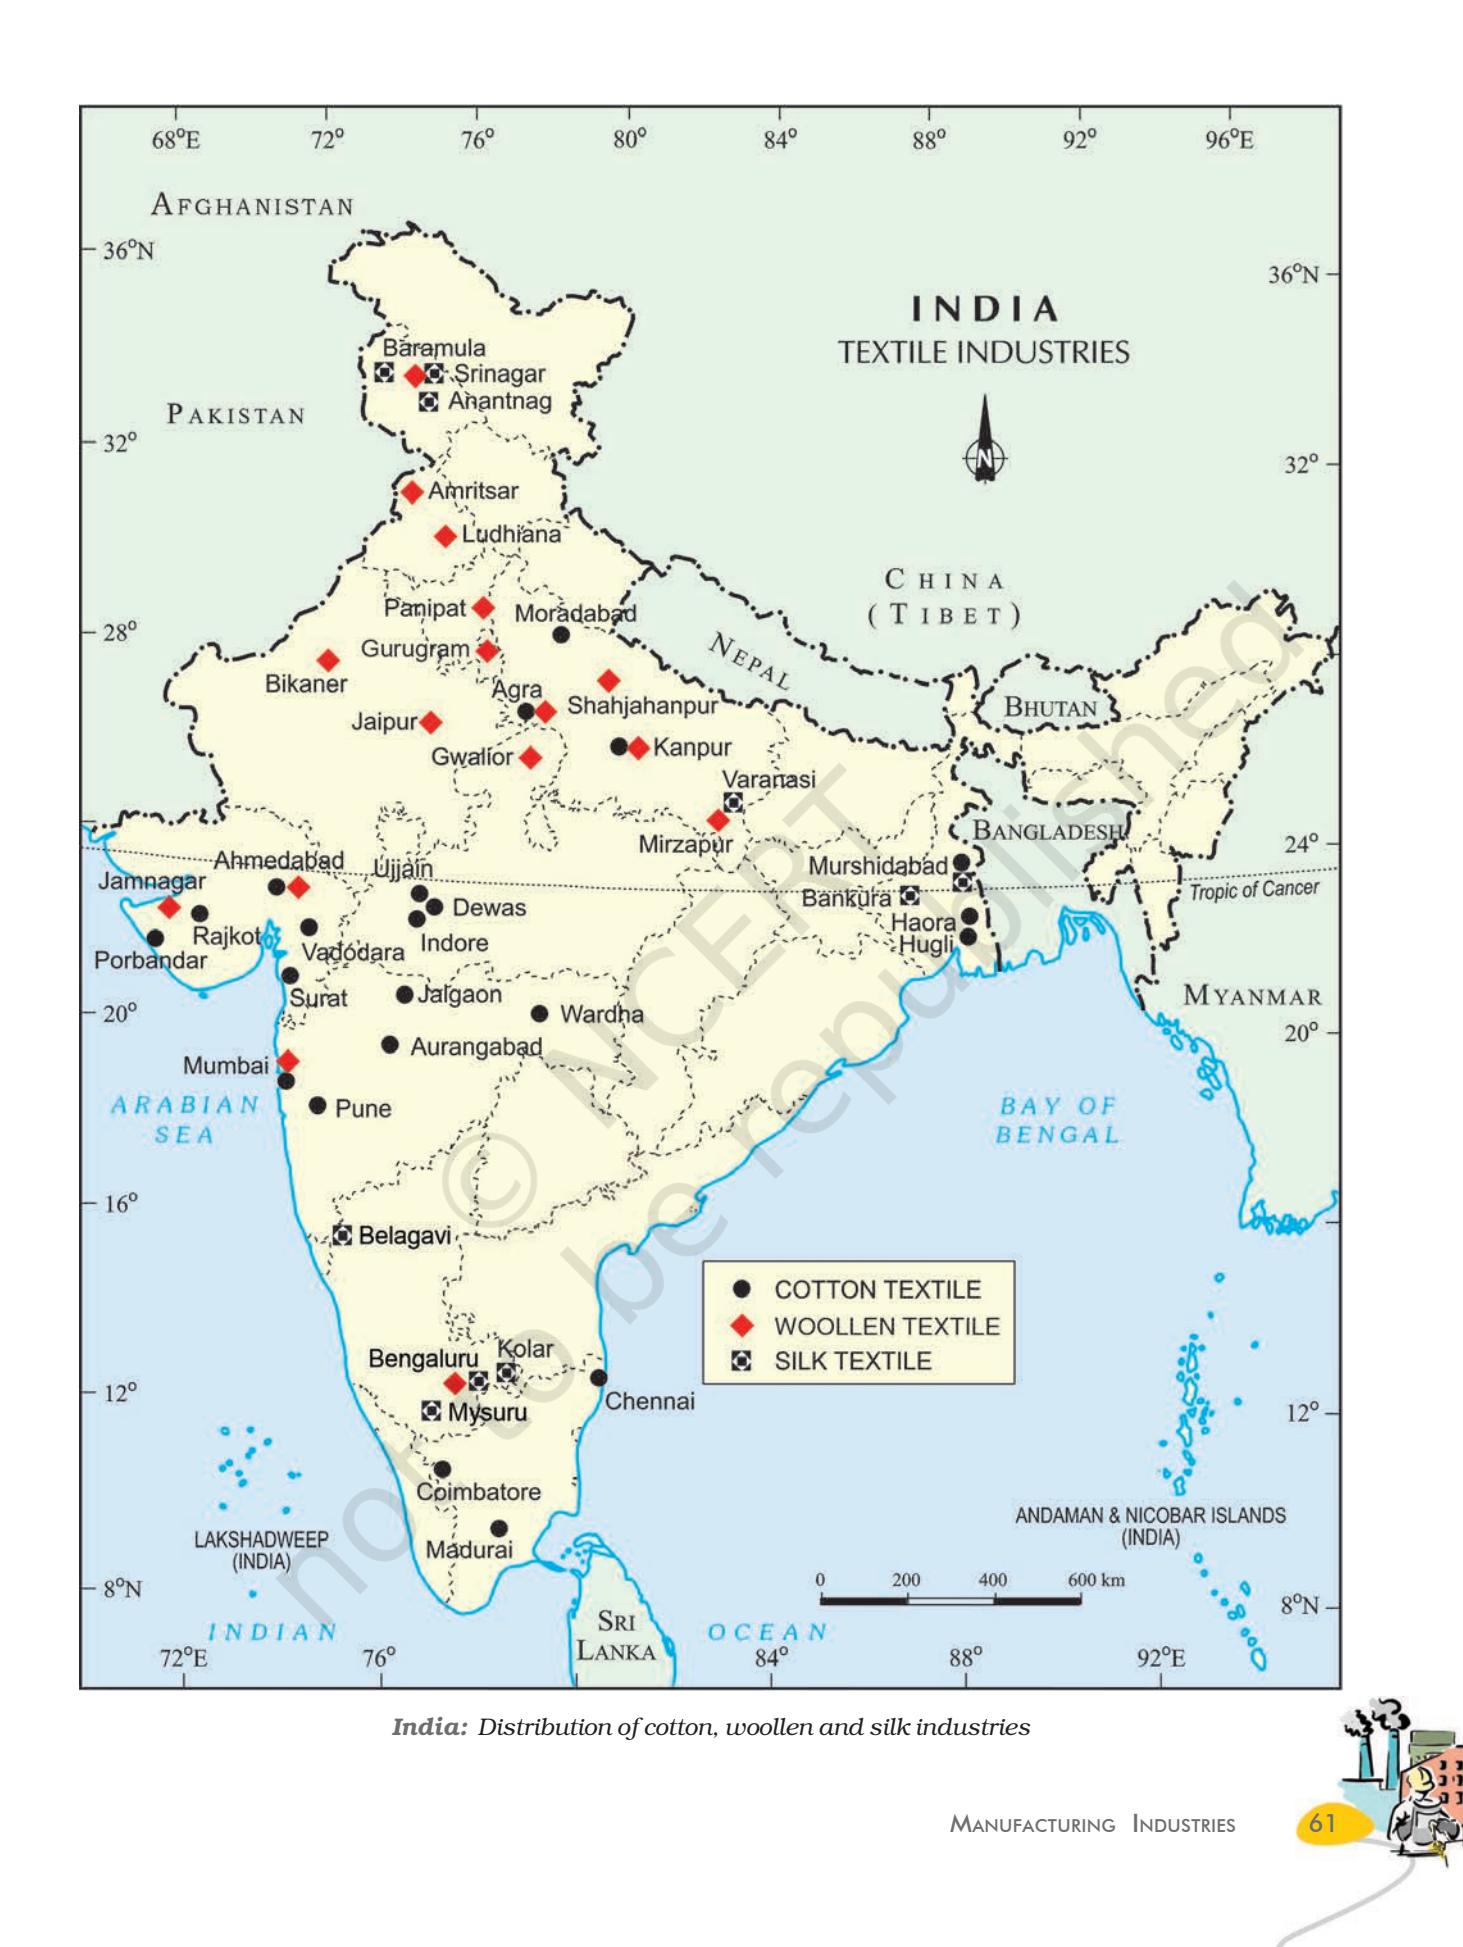 68°E 72° 76° 80° 84° 88° 92° 96°E
AFGHANISTAN
36°N
36°N
INDIA
TEXTILE INDUSTRIES
Baramula
Srinagar
Anantnag
PAKISTAN
N
32°
32°
Amritsar
Ludhiana
CHINA
(TIBET)
Panipat
Moradabad
28°
Gurugram
NEPAL
Bikaner
Agra
Shahjahanpur
BHUTAN
Jaipur
Gwalior
Kanpur
Varanasi
Mirzapur
BANGLADESH
24°
Ahmedabad
Ujjain
Murshidabad
Jamnagar
Tropic of Cancer
Bankura
Dewas
Haora
Rajkot
Indore
Hugli
Vadodara
Porbandar
Surat
Jalgaon
MYANMAR
20°
Wardha
20°
Aurangabad
Mumbai
Pune
ARABIAN
SEA
BAY OF
BENGAL
© NCERT
not to be republished
16°
Belagavi
COTTON TEXTILE
WOOLLEN TEXTILE
SILK TEXTILE
Kolar
Bengaluru
12°
Chennai
Mysuru
12°
Coimbatore
LAKSHADWEEP
(INDIA)
ANDAMAN & NICOBAR ISLANDS
(INDIA)
Madurai
0 200 400 600 km
8°N
8°N
SRI
LANKA
INDIAN OCEAN
72°E 76° 84° 88° 92°E
India: Distribution of cotton, woollen and silk industries
MANUFACTURING INDUSTRIES 61